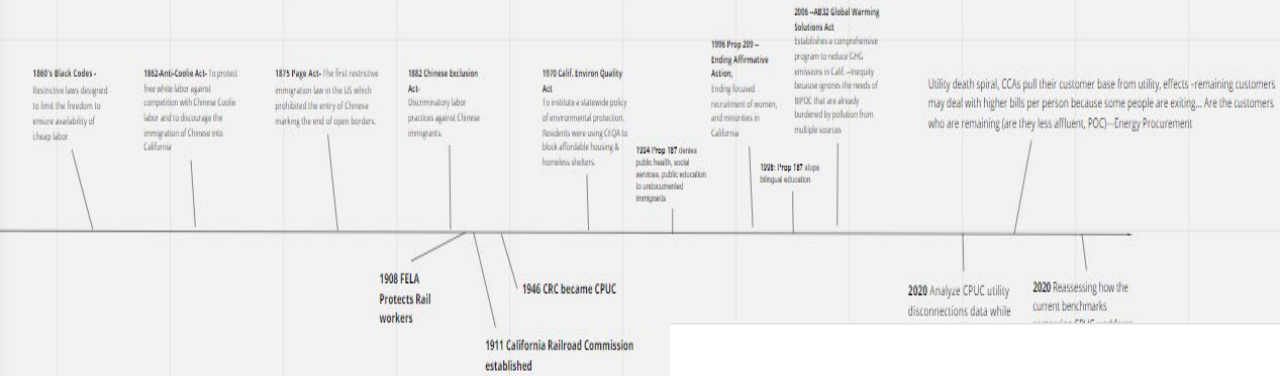 1860's Black Codes -
Restrictive laws designed
to limit the freedom to
ensure availability of
cheap labor
1862-Anti-Coolie Act- To protect
free white labor against
competition with Chinese Coolie
labor and to discourage the
immigration of Chinese into
California
1875 Page Act- The first restrictive
immigration law in the US which
prohibited the entry of Chinese
marking the end of open borders.
1882 Chinese Exclusion
Act-
Discriminatory labor
practices against Chinese
immigrants.
1970 Calif. Environ Quality
Act
To institute a statewide policy
of environmental protection.
Residents were using CEQA to
block affordable housing &
homeless shelters.
1994 Prop 187 denies
public health, social
services, public education
to undocumented
immigrants
1996 Prop 209 –
Ending Affirmative
Action,
Ending focused
recruitment of women,
and minorities in
California
1998: Prop 187 stops
bilingual education
2006 –AB32 Global Warming
Solutions Act
Establishes a comprehensive
program to reduce GHG
emissions in Calif. –Inequity
because ignores the needs of
BIPOC that are already
burdened by pollution from
multiple sources
Utility death spiral, CCAs pull their customer base from utility, effects -remaining customers
may deal with higher bills per person because some people are exiting... Are the customers
who are remaining (are they less affluent, POC)—Energy Procurement
1908 FELA
Protects Rail
workers
1911 California Railroad Commission
established
1946 CRC became CPUC
2020 Analyze CPUC utility
disconnections data while
2020 Reassessing how the
current benchmarks